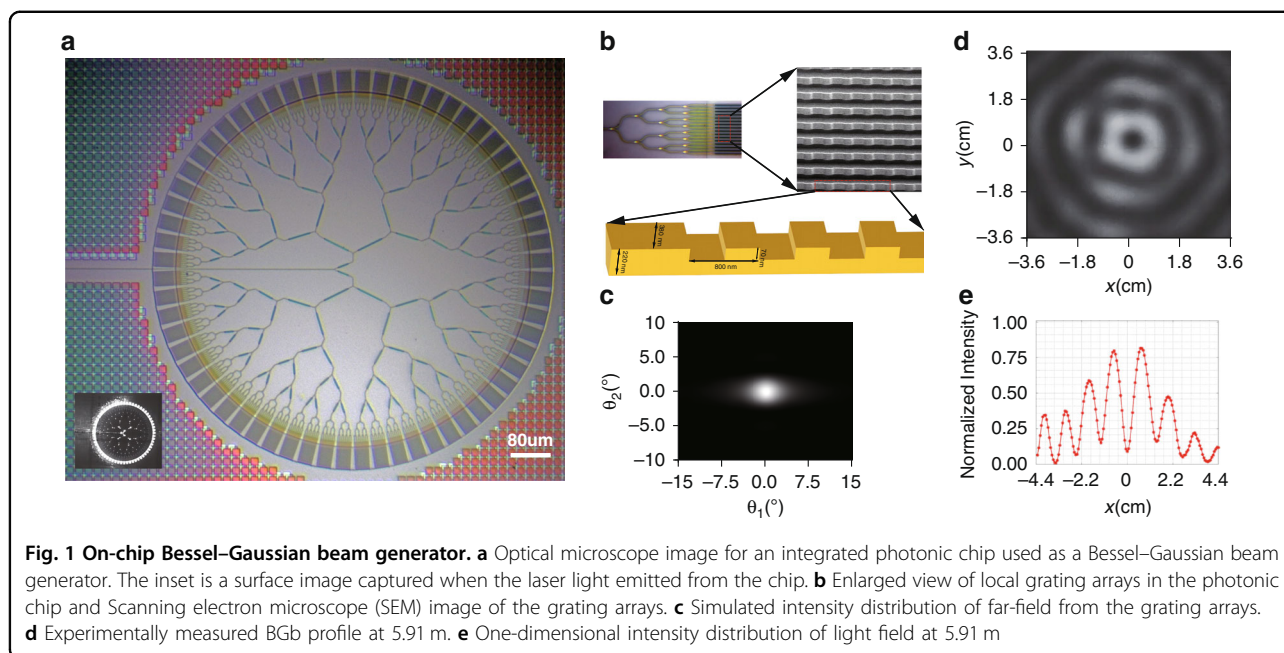 a
80um
b
360 nm
220 nm
800 nm
70 nm
c
10
5.0
0.0
−5.0
−10
θ2(°)
−15 −7.5 0.0 7.5 15
θ1(°)
d
3.6
1.8
0
−1.8
−3.6
y(cm)
−3.6 −1.8 0 1.8 3.6
x(cm)
e
1.00
0.75
0.50
0.25
0.00
Normalized Intensity
−4.4 −2.2 0 2.2 4.4
x(cm)
Fig. 1 On-chip Bessel–Gaussian beam generator. a Optical microscope image for an integrated photonic chip used as a Bessel–Gaussian beam
generator. The inset is a surface image captured when the laser light emitted from the chip. b Enlarged view of local grating arrays in the photonic
chip and Scanning electron microscope (SEM) image of the grating arrays. c Simulated intensity distribution of far-field from the grating arrays.
d Experimentally measured BGb profile at 5.91 m. e One-dimensional intensity distribution of light field at 5.91 m